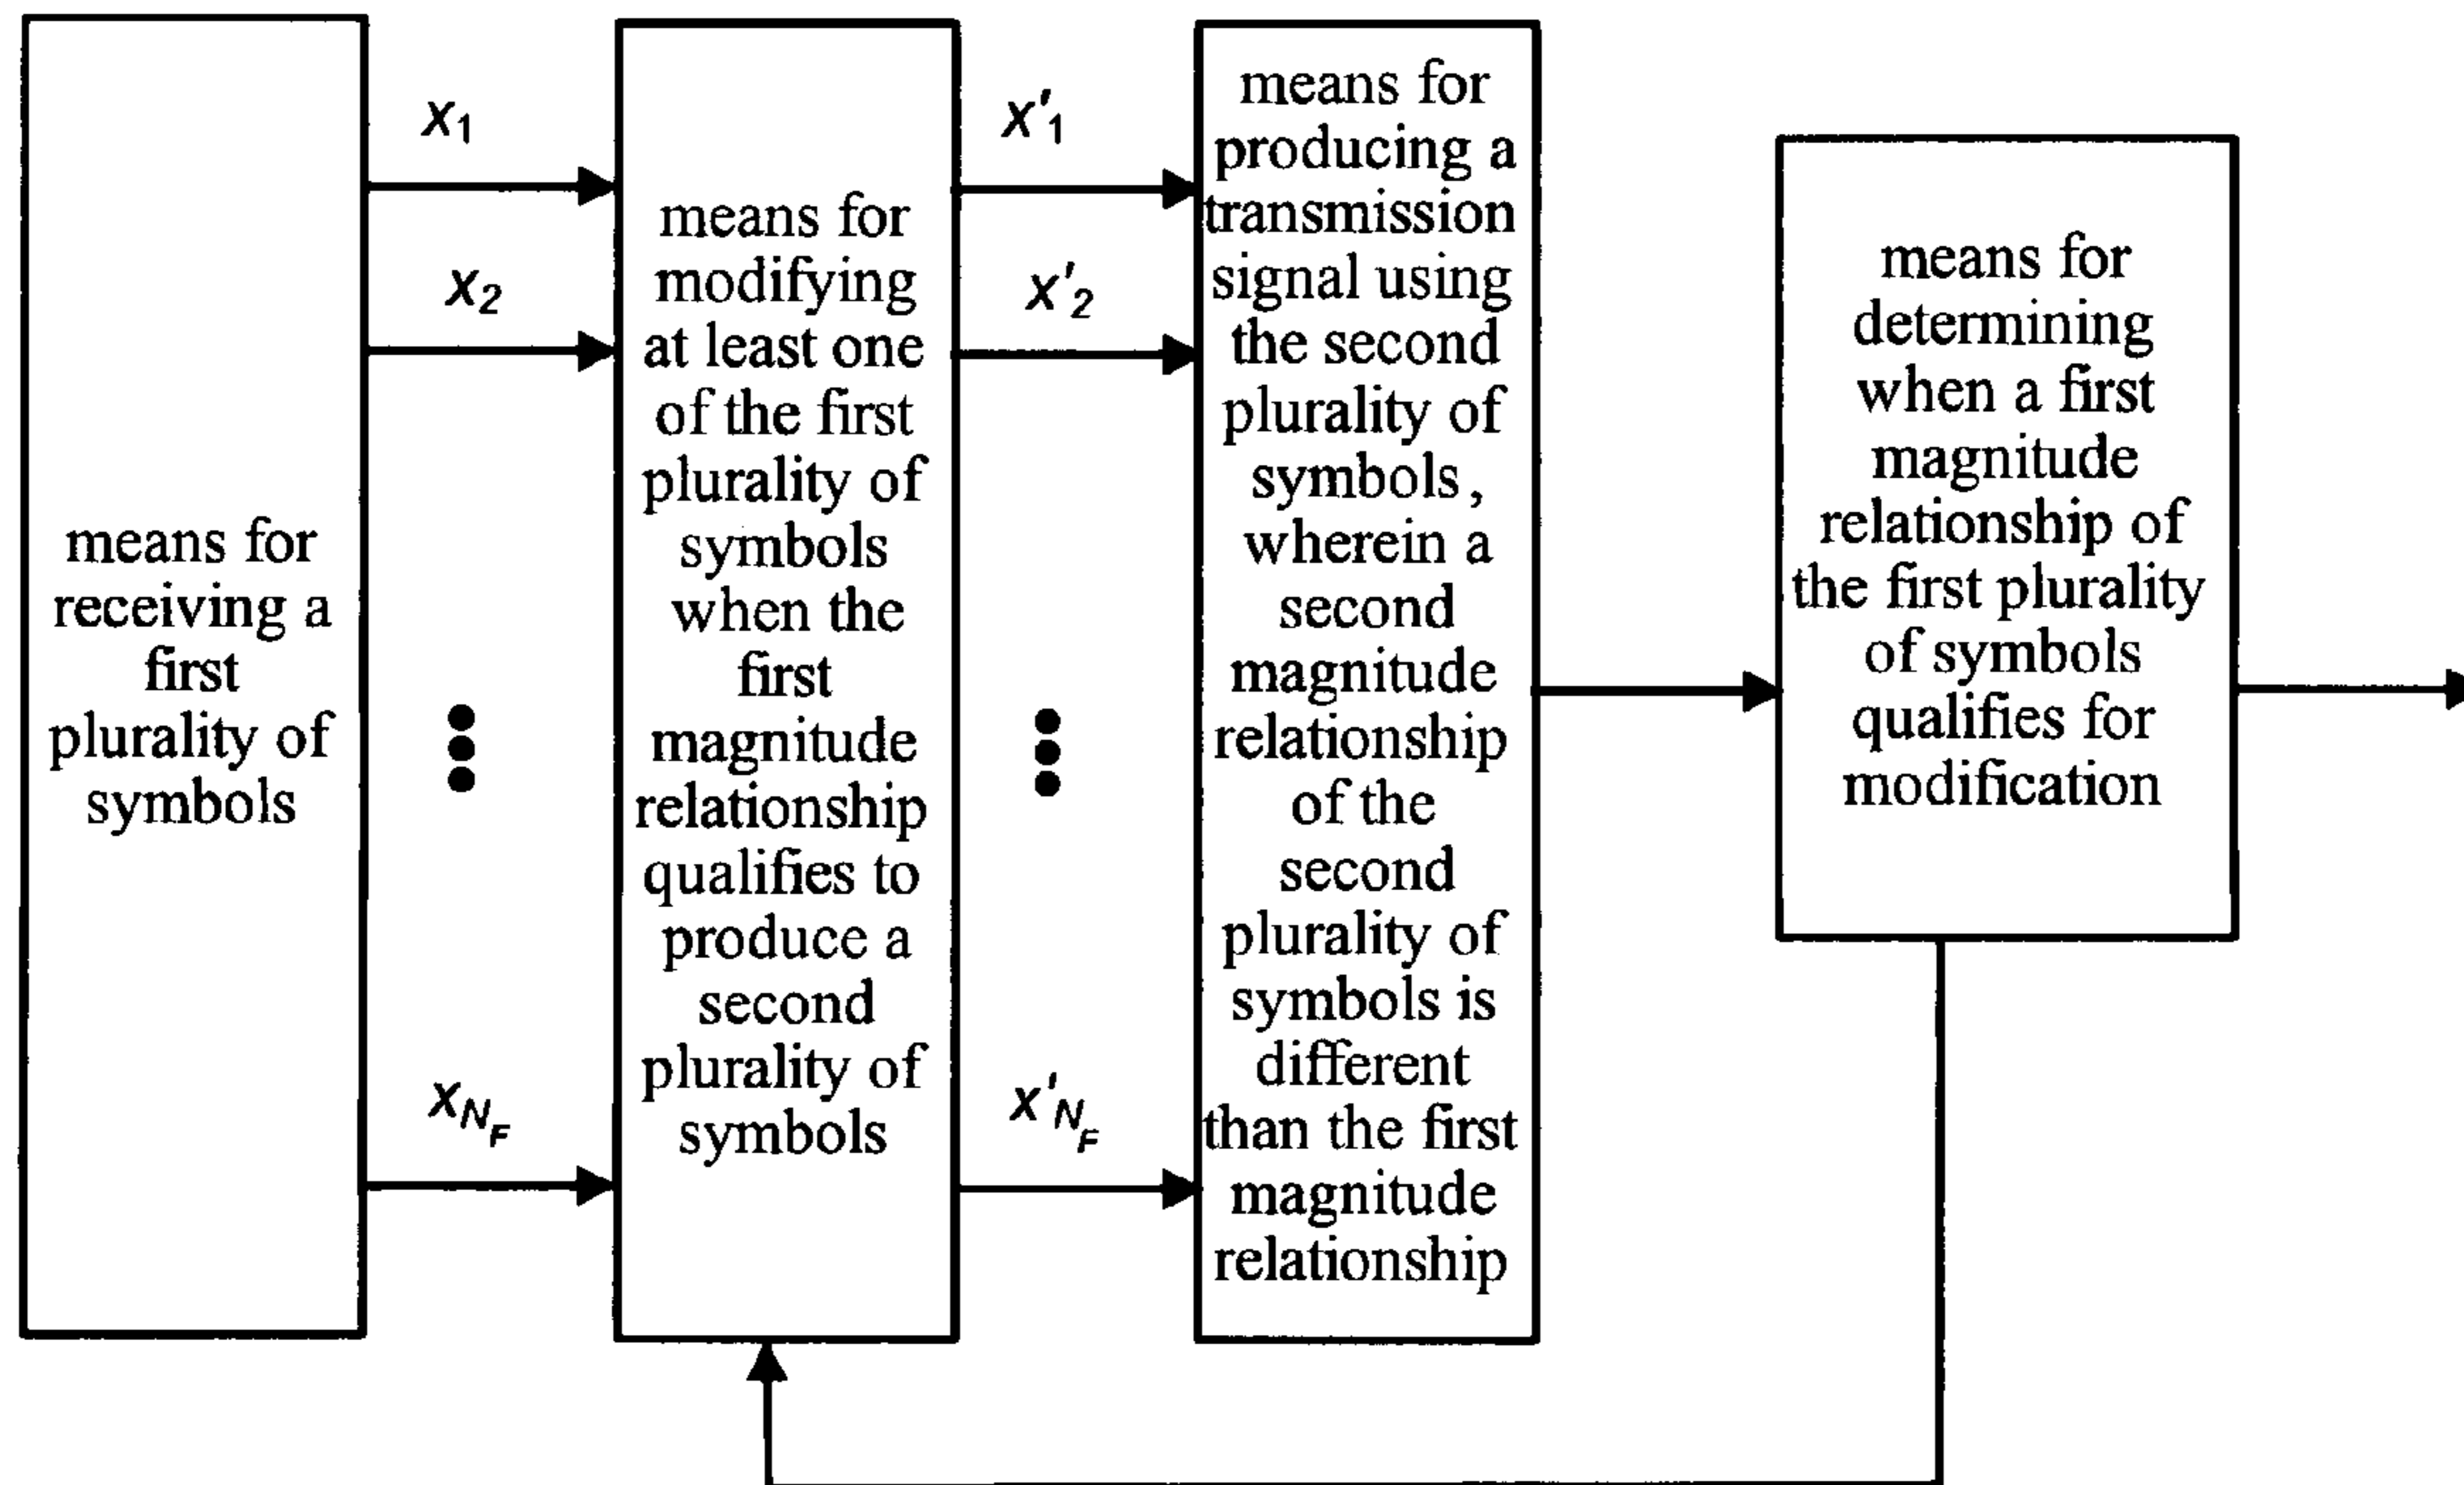 means for
receiving a
first
plurality of
symbols
x1
x2
xNF
means for
modifying
at least one
of the first
plurality of
symbols
when the
first
magnitude
relationship
qualifies to
produce a
second
plurality of
symbols
x'1
x'2
x'NF
means for
producing a
transmission
signal using
the second
plurality of
symbols,
wherein a
second
magnitude
relationship
of the
second
plurality of
symbols is
different
than the first
magnitude
relationship
means for
determining
when a first
magnitude
relationship of
the first plurality
of symbols
qualifies for
modification